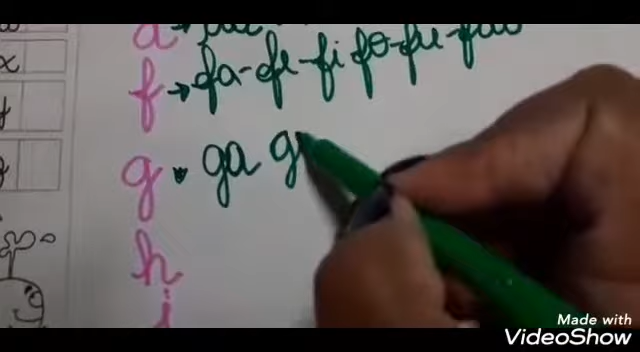 f → fa - fe - fi fo - fu - fão
g • ga g
h
i
Made with
VideoShow